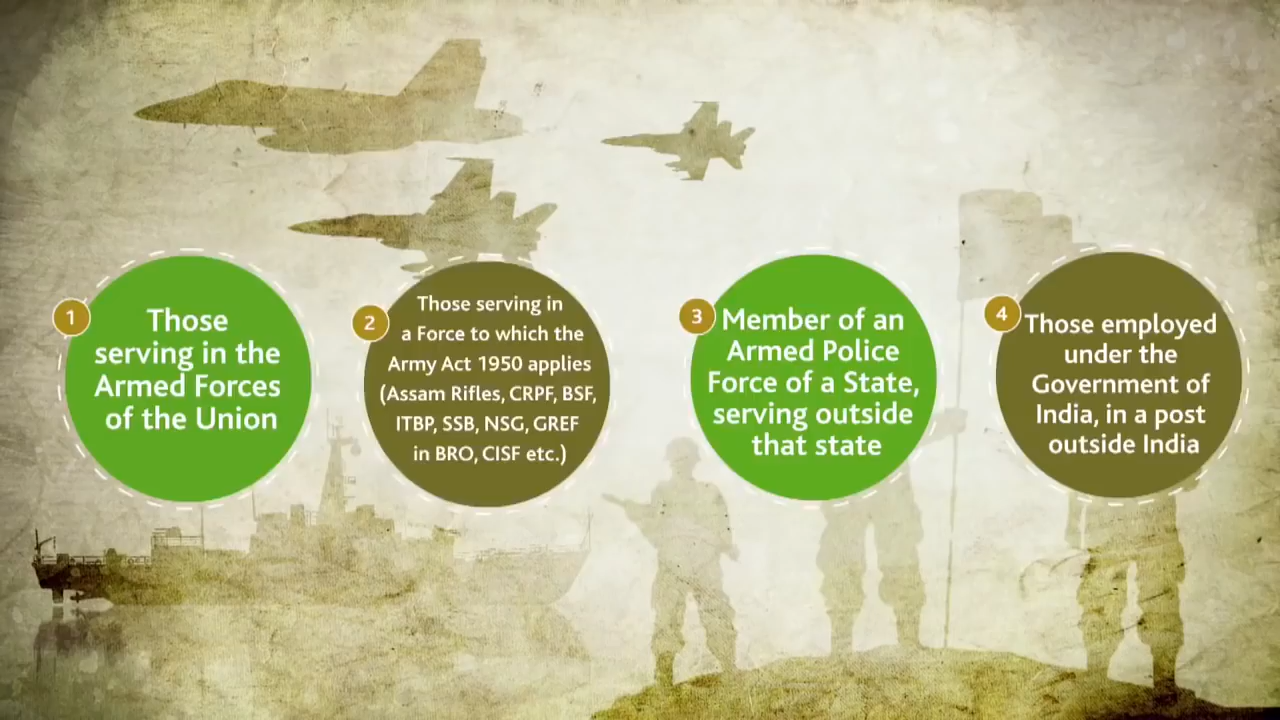 1
Those
serving in the
Armed Forces
of the Union
2
Those serving in
a Force to which the
Army Act 1950 applies
(Assam Rifles, CRPF, BSF,
ITBP, SSB, NSG, GREF
in BRO, CISF etc.)
3
Member of an
Armed Police
Force of a State,
serving outside
that state
4
Those employed
under the
Government of
India, in a post
outside India